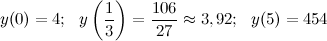 y(0) = 4;  y(1/3) = 106/27 ≈ 3,92;  y(5) = 454